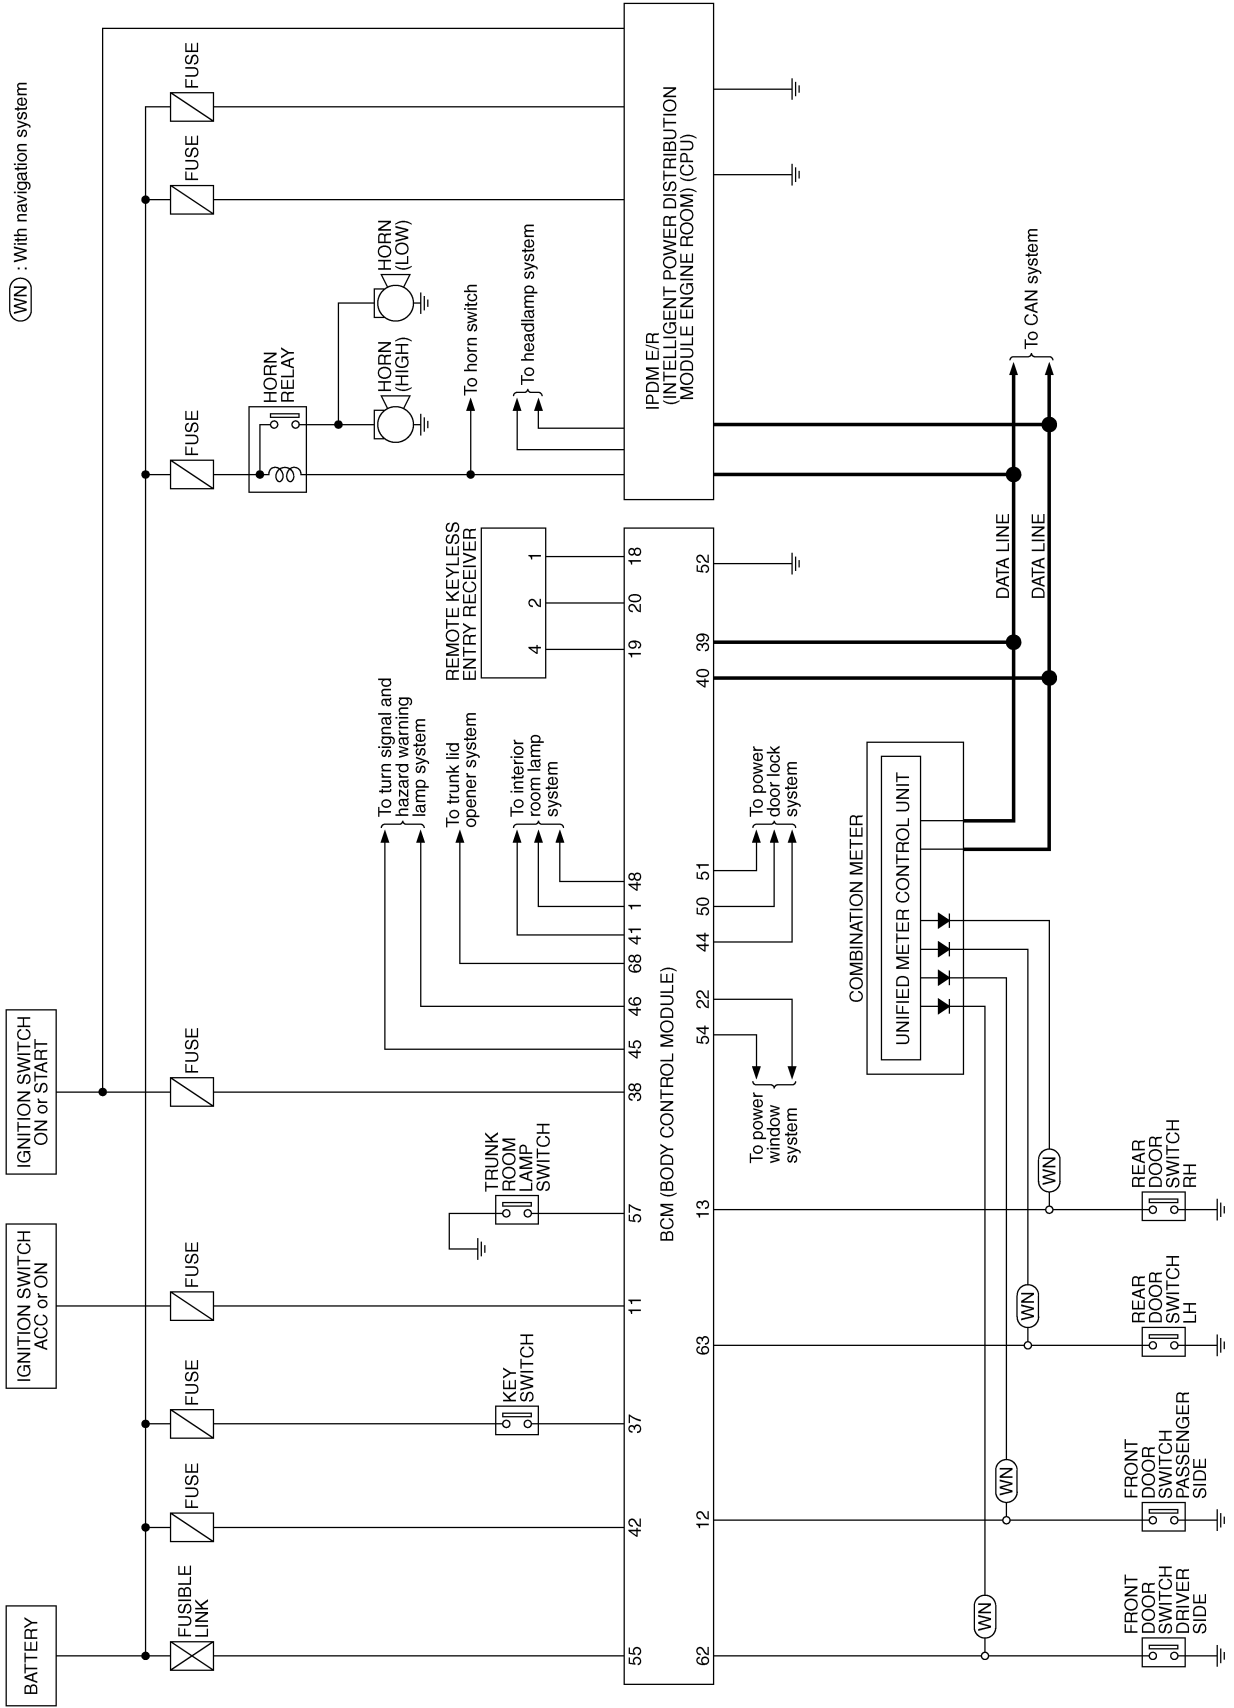 BATTERY
IGNITION SWITCH
ACC or ON
IGNITION SWITCH
ON or START
WN : With navigation system
FUSIBLE
LINK
FUSE
FUSE
FUSE
FUSE
FUSE
FUSE
FUSE
HORN
RELAY
HORN
(HIGH)
HORN
(LOW)
To horn switch
To headlamp system
KEY
SWITCH
TRUNK
ROOM
LAMP
SWITCH
To turn signal and
hazard warning
lamp system
To trunk lid
opener system
To interior
room lamp
system
REMOTE KEYLESS
ENTRY RECEIVER
4 2 1
55 42 37 11 57 38 45 46 68 41 1 48 19 20 18
BCM (BODY CONTROL MODULE)
IPDM E/R
(INTELLIGENT POWER DISTRIBUTION
MODULE ENGINE ROOM) (CPU)
62 12 63 13 54 22 44 50 51 40 39 52
To power
window
system
To power
door lock
system
COMBINATION METER
UNIFIED METER CONTROL UNIT
DATA LINE
DATA LINE
To CAN system
WN
WN
WN
WN
FRONT
DOOR
SWITCH
DRIVER
SIDE
FRONT
DOOR
SWITCH
PASSENGER
SIDE
REAR
DOOR
SWITCH
LH
REAR
DOOR
SWITCH
RH